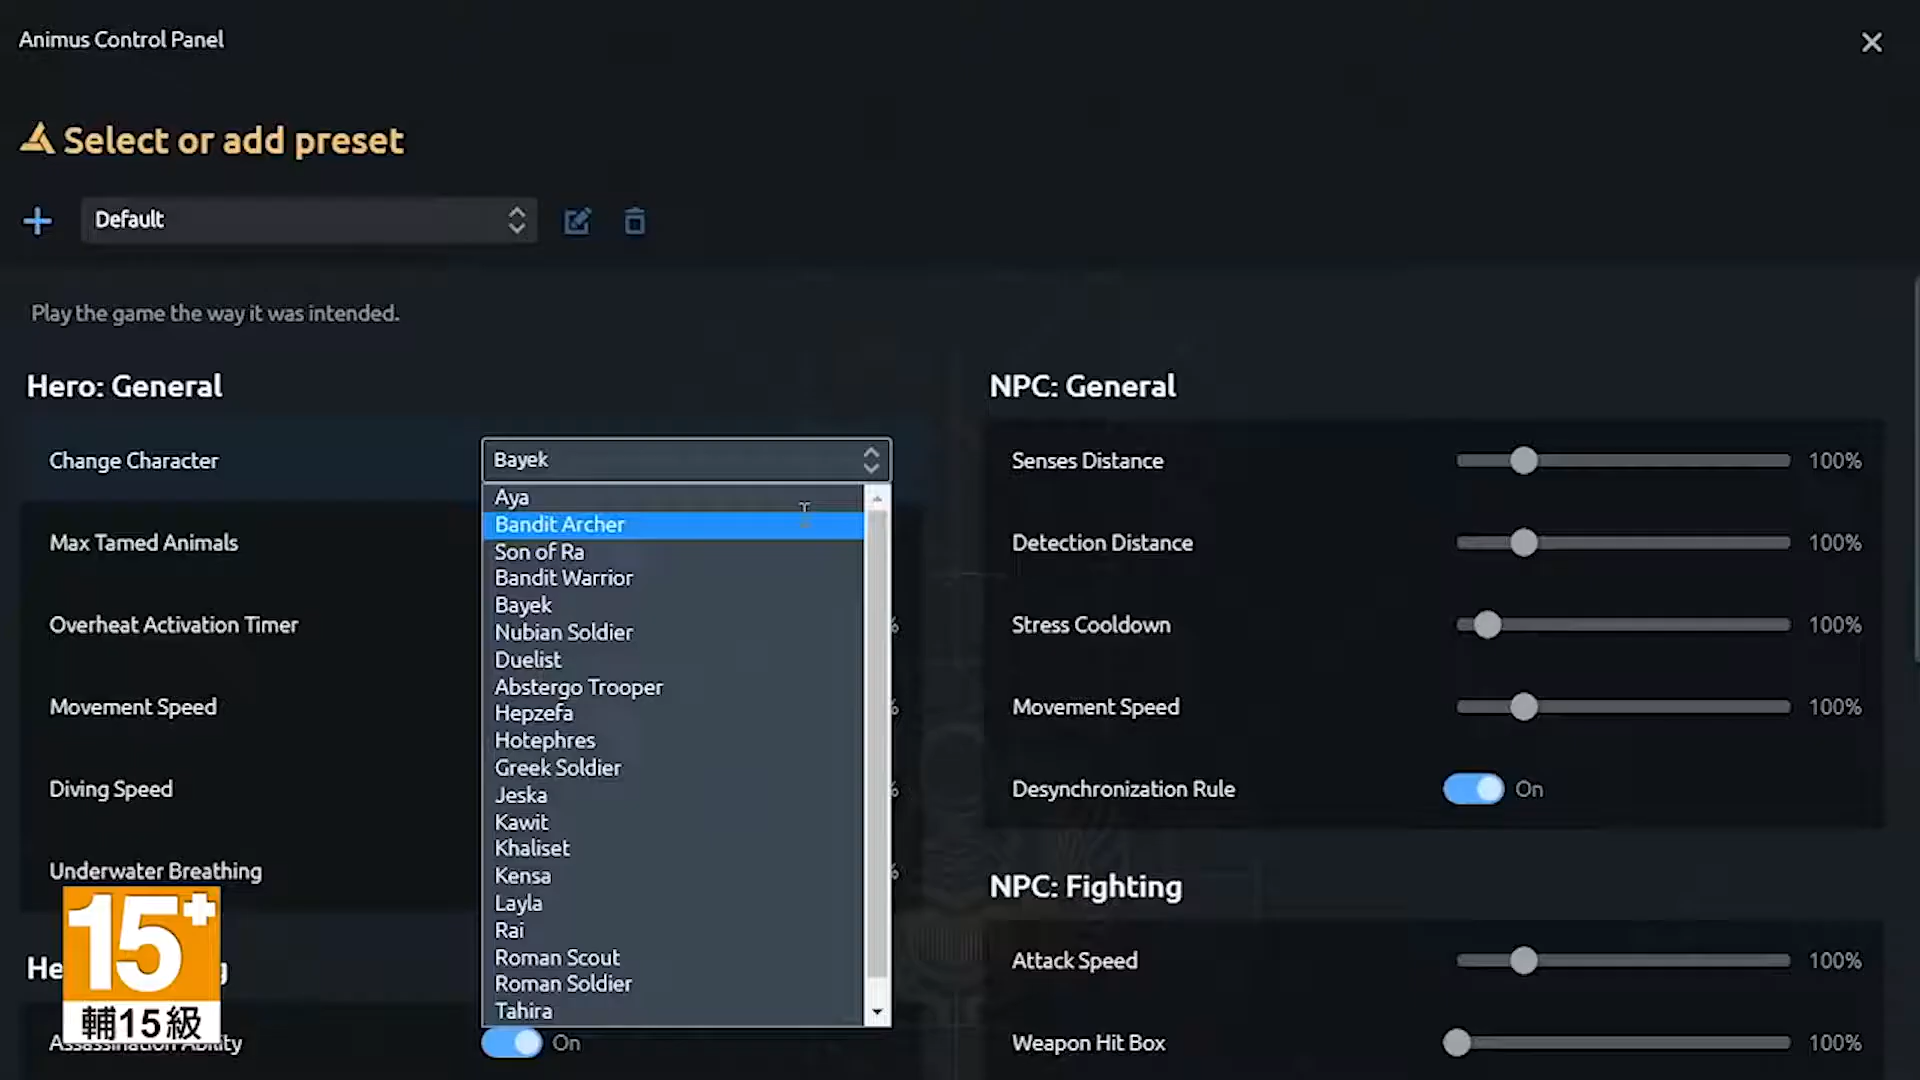 Animus Control Panel
Select or add preset
Default
Play the game the way it was intended.
Hero: General
Change Character
Bayek
Aya
Bandit Archer
Son of Ra
Bandit Warrior
Bayek
Nubian Soldier
Duelist
Abstergo Trooper
Hepzefa
Hotephres
Greek Soldier
Jeska
Kawit
Khaliset
Kensa
Layla
Rai
Roman Scout
Roman Soldier
Tahira
Max Tamed Animals
Overheat Activation Timer
Movement Speed
Diving Speed
Underwater Breathing
15+
輔15級
Assassination Ability
On
NPC: General
Senses Distance
100%
Detection Distance
100%
Stress Cooldown
100%
Movement Speed
100%
Desynchronization Rule
On
NPC: Fighting
Attack Speed
100%
Weapon Hit Box
100%